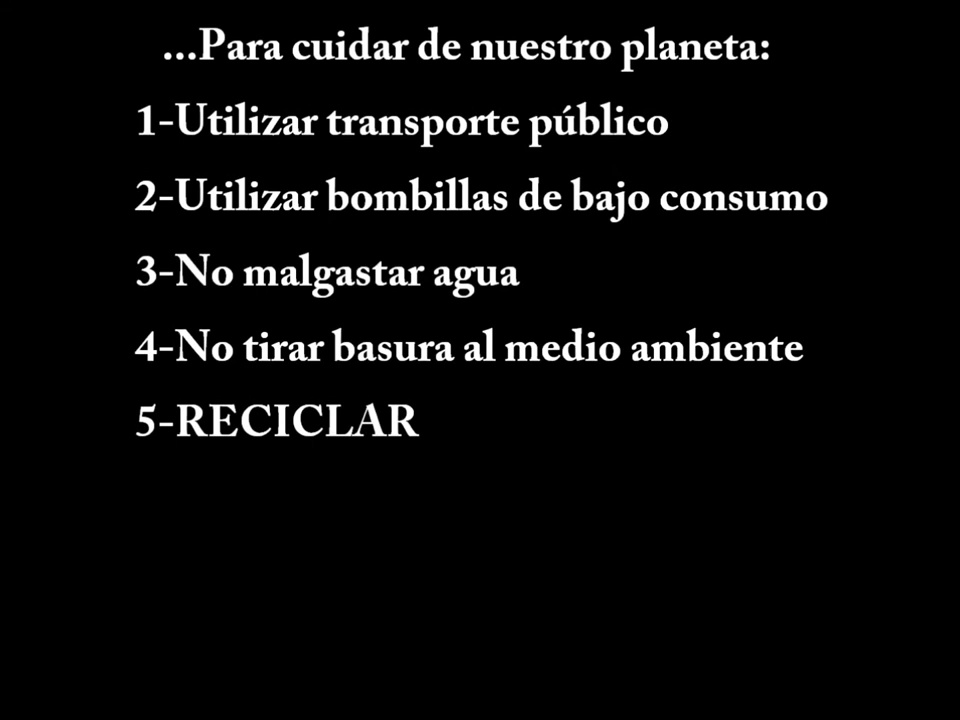 ...Para cuidar de nuestro planeta:
1-Utilizar transporte público
2-Utilizar bombillas de bajo consumo
3-No malgastar agua
4-No tirar basura al medio ambiente
5-RECICLAR